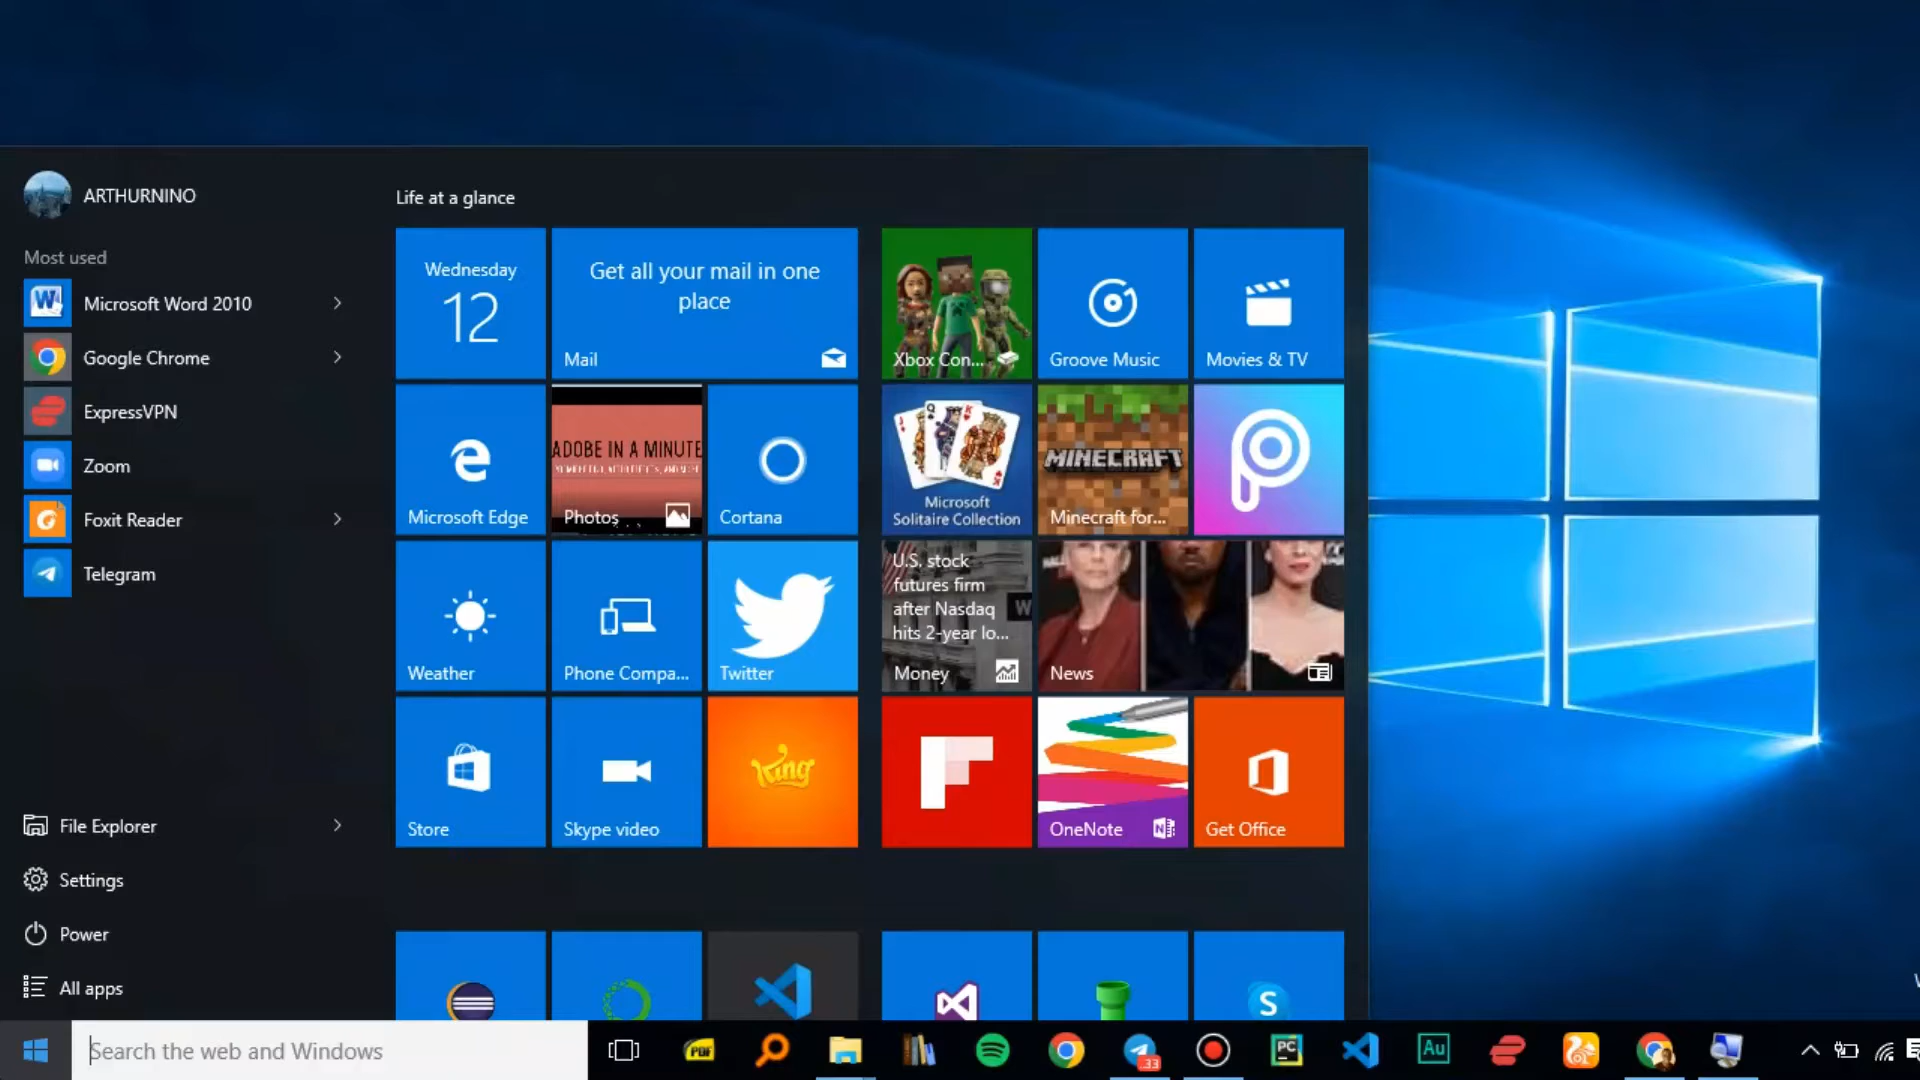 ARTHURNINO
Most used
Microsoft Word 2010
Google Chrome
ExpressVPN
Zoom
Foxit Reader
Telegram
File Explorer
Settings
Power
All apps
Life at a glance
Wednesday
12
Get all your mail in one
place
Mail
Xbox Con...
Groove Music
Movies & TV
Microsoft Edge
ADOBE IN A MINUTE
Photos
Cortana
Microsoft
Solitaire Collection
MINECRAFT
Minecraft for...
Weather
Phone Compa...
Twitter
U.S. stock
futures firm
after Nasdaq
hits 2-year lo...
Money
News
Store
Skype video
King
OneNote
Get Office
Search the web and Windows
PDF
33
PC
Au